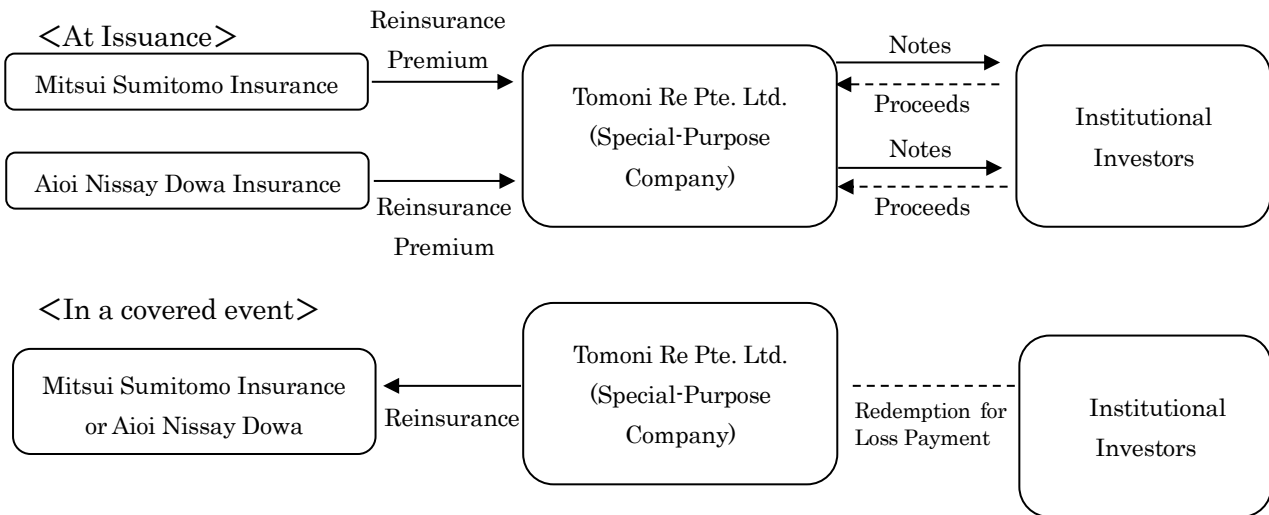 <At Issuance>
Reinsurance
Premium
Mitsui Sumitomo Insurance
Aioi Nissay Dowa Insurance
Reinsurance
Premium
Tomoni Re Pte. Ltd.
(Special-Purpose
Company)
Notes
Proceeds
Notes
Proceeds
Institutional
Investors
<In a covered event>
Mitsui Sumitomo Insurance
or Aioi Nissay Dowa
Reinsurance
Tomoni Re Pte. Ltd.
(Special-Purpose
Company)
Redemption for
Loss Payment
Institutional
Investors